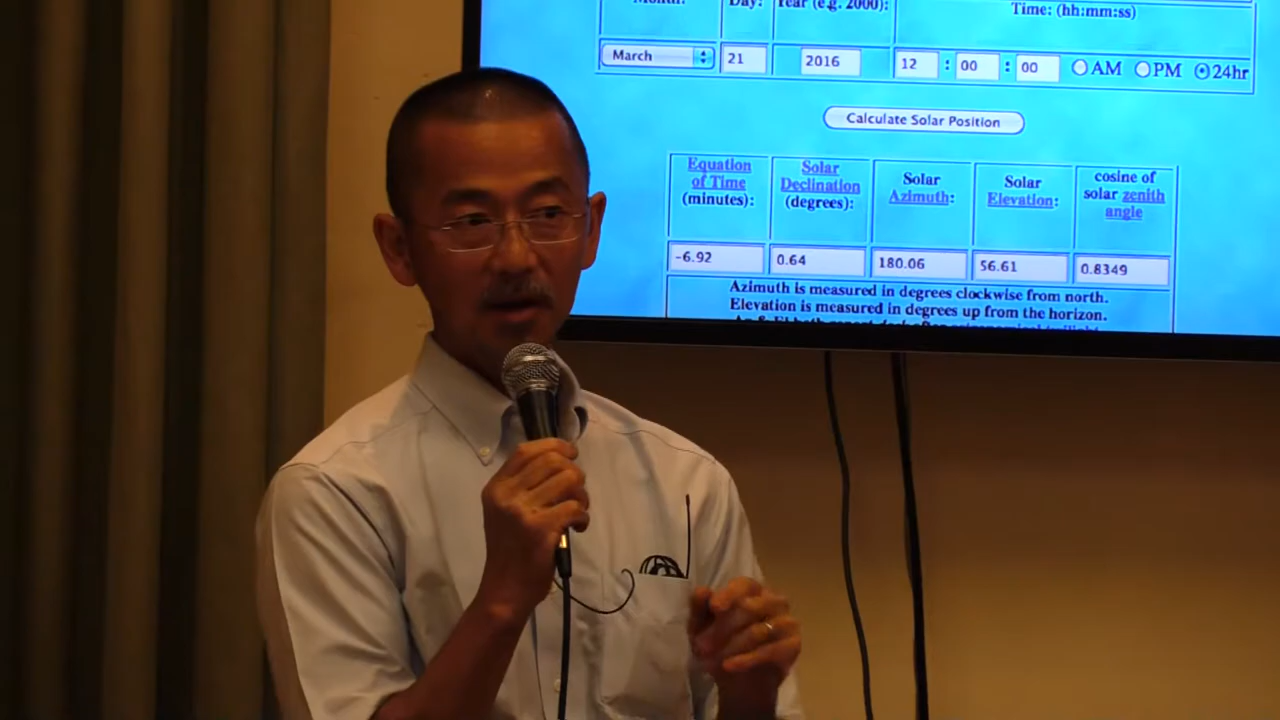 Month:
Day:
Year (e.g. 2000):
Time: (hh:mm:ss)
March
21
2016
12 : 00 : 00 AM PM 24hr
Calculate Solar Position
Equation
of Time
(minutes):
Solar
Declination
(degrees):
Solar
Azimuth:
Solar
Elevation:
cosine of
solar zenith
angle
-6.92
0.64
180.06
56.61
0.8349
Azimuth is measured in degrees clockwise from north.
Elevation is measured in degrees up from the horizon.